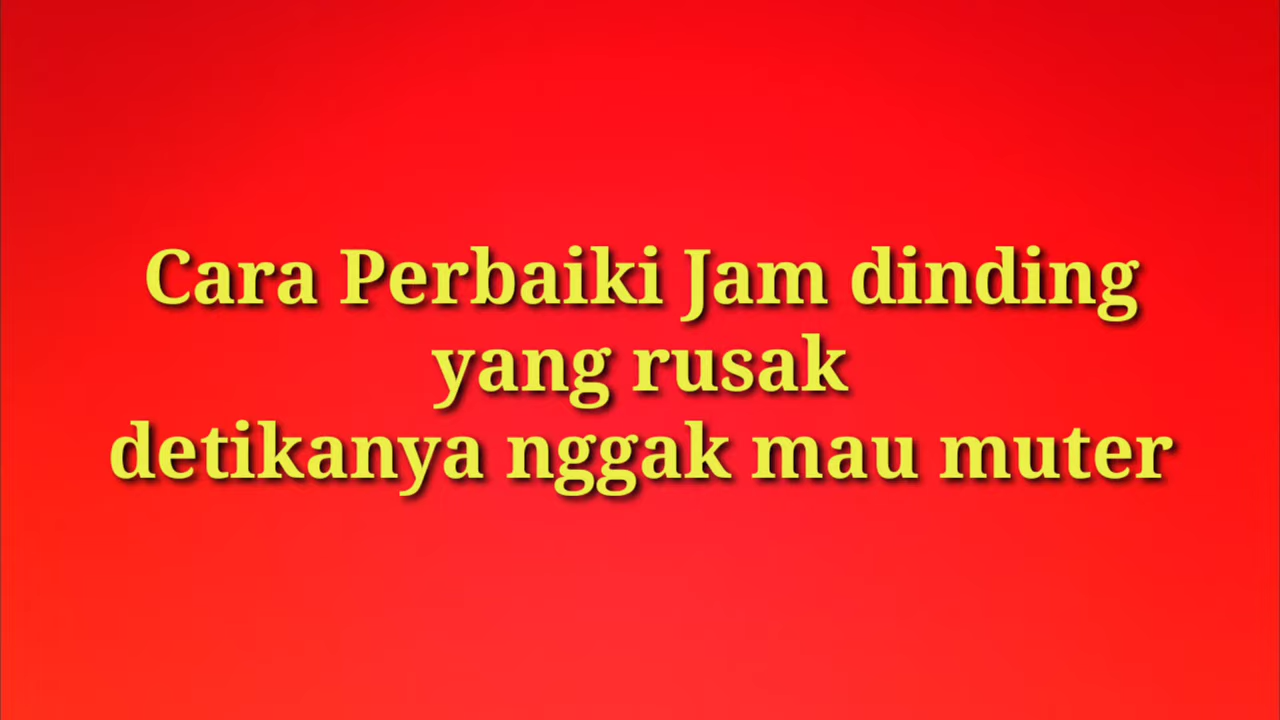 Cara Perbaiki Jam dinding
yang rusak
detikanya nggak mau muter